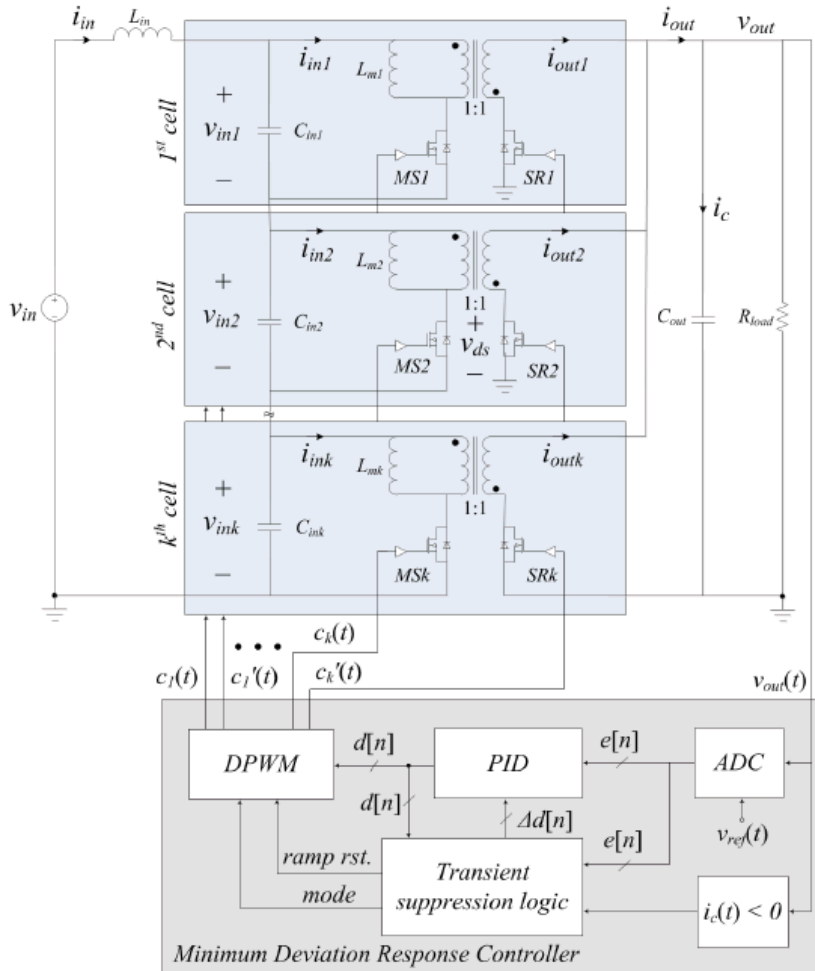 i_in
L_in
i_out
v_out
1st cell
+
v_in1
−
C_in1
i_in1
L_m1
1:1
i_out1
MS1
SR1
i_c
v_in
2nd cell
+
v_in2
−
C_in2
i_in2
L_m2
1:1
i_out2
+
v_ds
−
MS2
SR2
C_out
R_load
≈
kth cell
+
v_ink
−
C_ink
i_ink
L_mk
1:1
i_outk
MSk
SRk
c_1(t)
c_1'(t)
• • •
c_k(t)
c_k'(t)
v_out(t)
DPWM
d[n]
PID
e[n]
ADC
d[n]
Δd[n]
e[n]
v_ref(t)
ramp rst.
mode
Transient
suppression logic
i_c(t) < 0
Minimum Deviation Response Controller